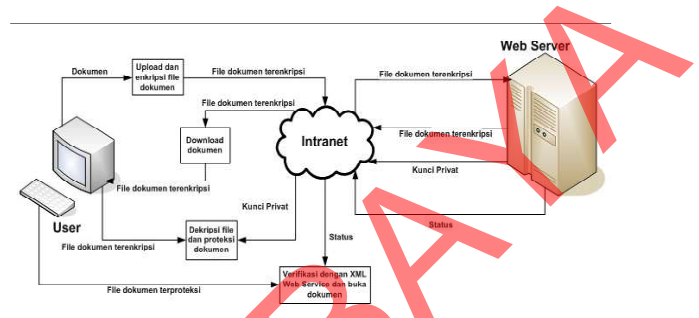 Web Server
Dokumen
Upload dan
enkripsi file
dokumen
File dokumen terenkripsi
File dokumen terenkripsi
File dokumen terenkripsi
Download
dokumen
Intranet
File dokumen terenkripsi
Kunci Privat
File dokumen terenkripsi
User
Kunci Privat
Dekripsi file
dan proteksi
dokumen
File dokumen terenkripsi
Status
Status
Verifikasi dengan XML
Web Service dan buka
dokumen
File dokumen terproteksi
BAYA